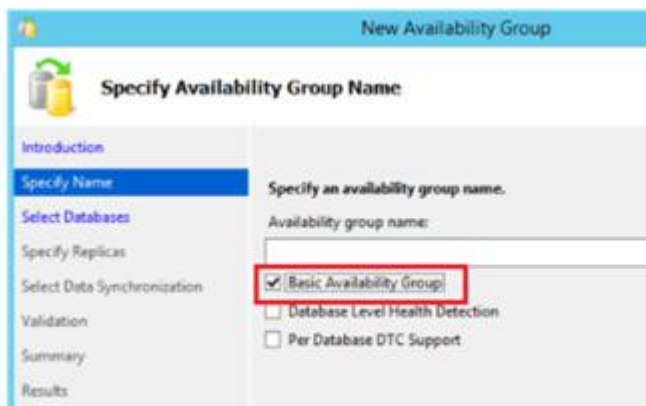 New Availability Group
Specify Availability Group Name
Introduction
Specify Name
Select Databases
Specify Replicas
Select Data Synchronization
Validation
Summary
Results
Specify an availability group name.
Availability group name:
Basic Availability Group
Database Level Health Detection
Per Database DTC Support